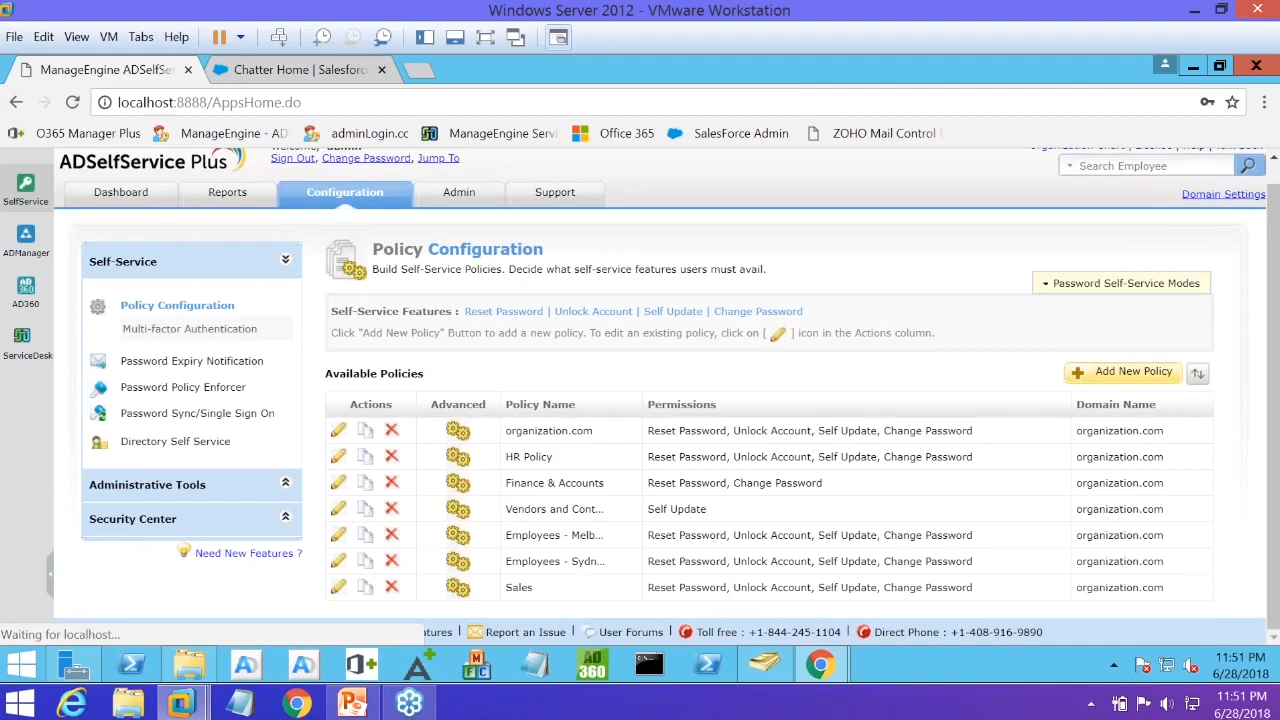 Windows Server 2012 - VMware Workstation
File Edit View VM Tabs Help
ManageEngine ADSelfSer
Chatter Home | Salesforc
localhost:8888/AppsHome.do
O365 Manager Plus
ManageEngine - AD
adminLogin.cc
ManageEngine Servi
Office 365
SalesForce Admin
ZOHO Mail Control
ADSelfService Plus
Sign Out, Change Password, Jump To
Search Employee
SelfService
Dashboard Reports Configuration Admin Support
Domain Settings
ADManager
AD360
ServiceDesk
Self-Service
Policy Configuration
Multi-factor Authentication
Password Expiry Notification
Password Policy Enforcer
Password Sync/Single Sign On
Directory Self Service
Administrative Tools
Security Center
Need New Features ?
Policy Configuration
Build Self-Service Policies. Decide what self-service features users must avail.
Password Self-Service Modes
Self-Service Features : Reset Password | Unlock Account | Self Update | Change Password
Click "Add New Policy" Button to add a new policy. To edit an existing policy, click on [ ] icon in the Actions column.
Available Policies
Add New Policy
Actions Advanced Policy Name Permissions Domain Name
organization.com Reset Password, Unlock Account, Self Update, Change Password organization.com
HR Policy Reset Password, Unlock Account, Self Update, Change Password organization.com
Finance & Accounts Reset Password, Change Password organization.com
Vendors and Cont... Self Update organization.com
Employees - Melb... Reset Password, Unlock Account, Self Update, Change Password organization.com
Employees - Sydn... Reset Password, Unlock Account, Self Update, Change Password organization.com
Sales Reset Password, Unlock Account, Self Update, Change Password organization.com
Waiting for localhost...
atures | Report an Issue | User Forums | Toll free : +1-844-245-1104 | Direct Phone : +1-408-916-9890
AD
360
11:51 PM
6/28/2018
11:51 PM
6/28/2018